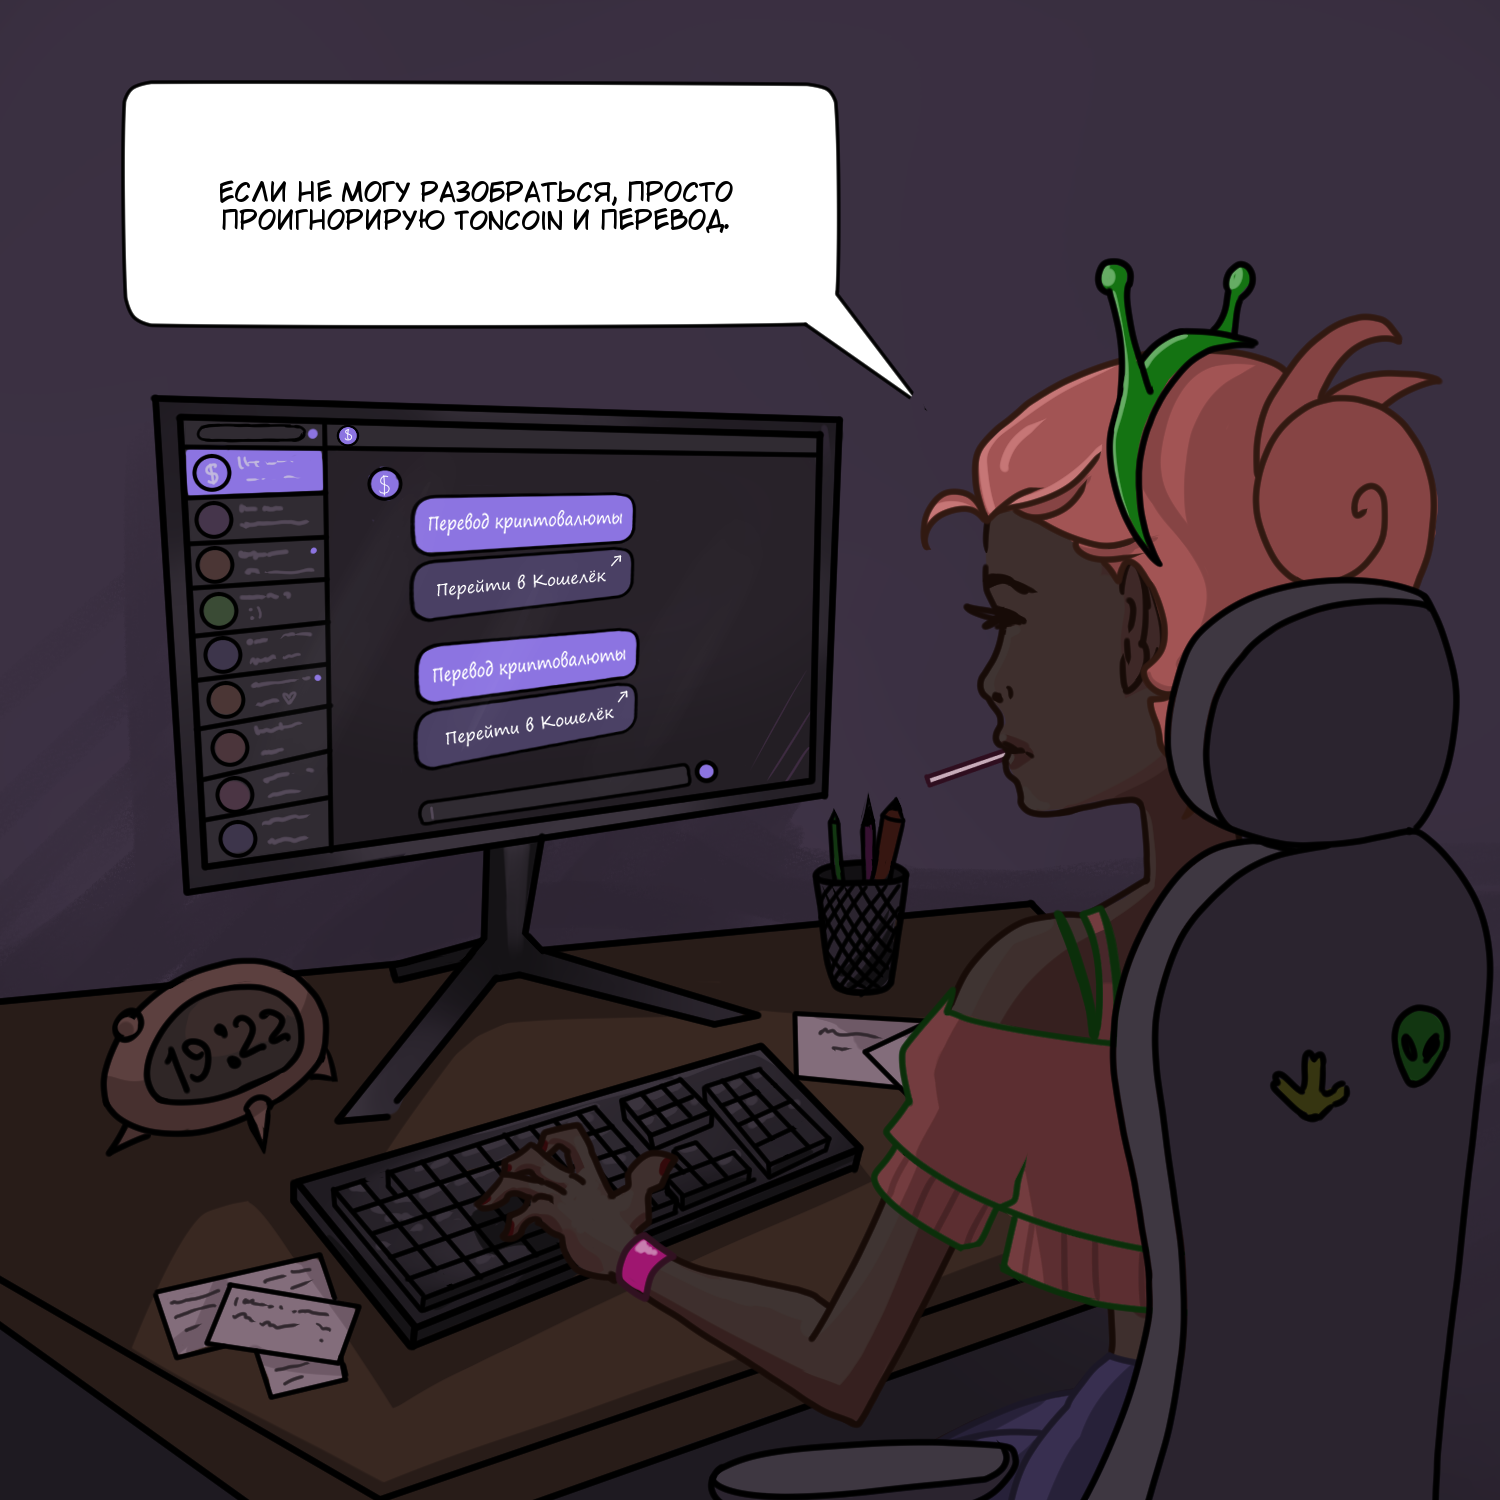 ЕСЛИ НЕ МОГУ РАЗОБРАТЬСЯ, ПРОСТО
ПРОИГНОРИРУЮ TONCOIN И ПЕРЕВОД.
$
$
$
Перевод криптовалюты
Перейти в Кошелёк
:)
Перевод криптовалюты
Перейти в Кошелёк
19:22